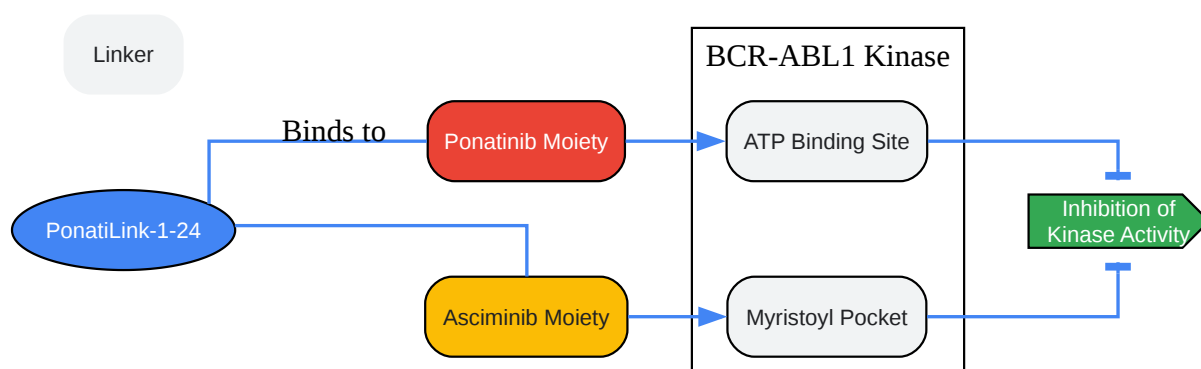 Linker
BCR-ABL1 Kinase
Binds to
Ponatinib Moiety
ATP Binding Site
PonatiLink-1-24
Inhibition of
Kinase Activity
Asciminib Moiety
Myristoyl Pocket